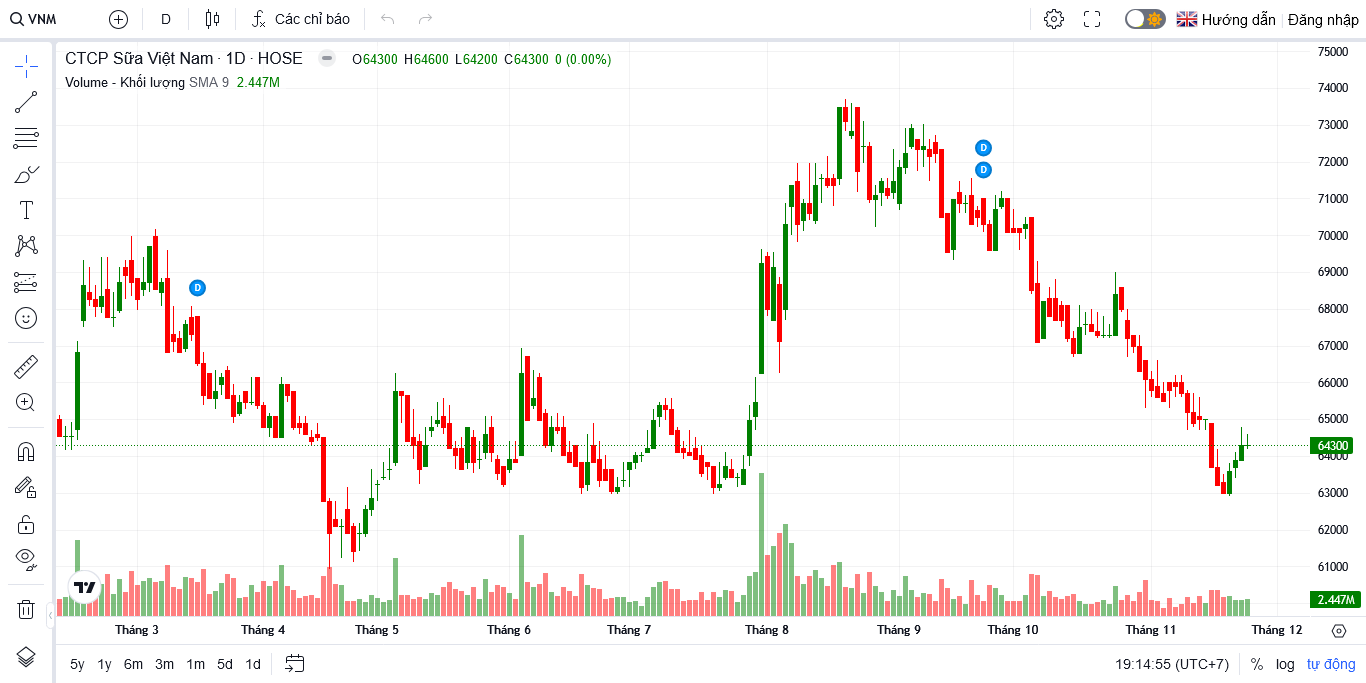 VNM D Các chỉ báo Hướng dẫn Đăng nhập
CTCP Sữa Việt Nam · 1D · HOSE O64300 H64600 L64200 C64300 0 (0.00%)
Volume - Khối lượng SMA 9 2.447M
75000
74000
73000
72000
71000
70000
69000
68000
67000
66000
65000
64300
64000
63000
62000
61000
2.447M
D
D
D
Tháng 3 Tháng 4 Tháng 5 Tháng 6 Tháng 7 Tháng 8 Tháng 9 Tháng 10 Tháng 11 Tháng 12
5y 1y 6m 3m 1m 5d 1d 19:14:55 (UTC+7) % log tự động